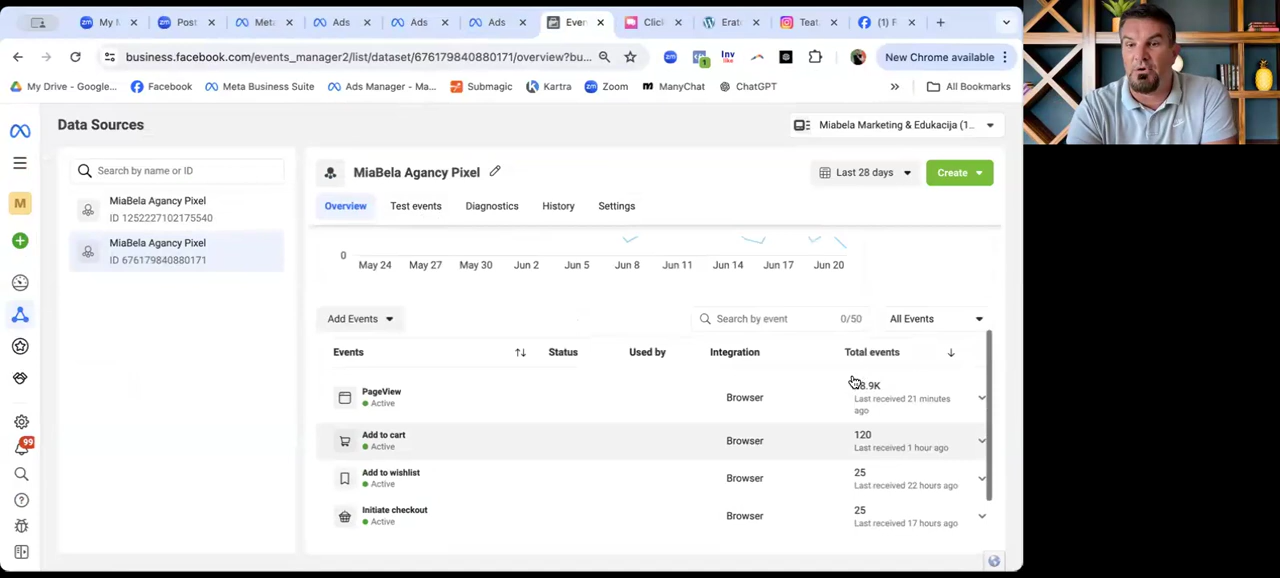 My
Post
Meta
Ads
Ads
Ads
Even
Click
Erat
(1) F
business.facebook.com/events_manager2/list/dataset/676179840880171/overview?bu...
New Chrome available
My Drive - Google...
Facebook
Meta Business Suite
Ads Manager - Ma...
Submagic
Kartra
Zoom
ManyChat
ChatGPT
All Bookmarks
Data Sources
Miabela Marketing & Edukacija (1...
Search by name or ID
MiaBela Agancy Pixel
ID 1252227102175540
MiaBela Agancy Pixel
ID 676179840880171
M
99
MiaBela Agancy Pixel
Last 28 days
Create
Overview
Test events
Diagnostics
History
Settings
0
May 24
May 27
May 30
Jun 2
Jun 5
Jun 8
Jun 11
Jun 14
Jun 17
Jun 20
Add Events
Search by event
0/50
All Events
Events
Status
Used by
Integration
Total events
PageView
Active
Browser
Last received 21 minutes
ago
Add to cart
Active
Browser
120
Last received 1 hour ago
Add to wishlist
Active
Browser
25
Last received 22 hours ago
Initiate checkout
Active
Browser
25
Last received 17 hours ago